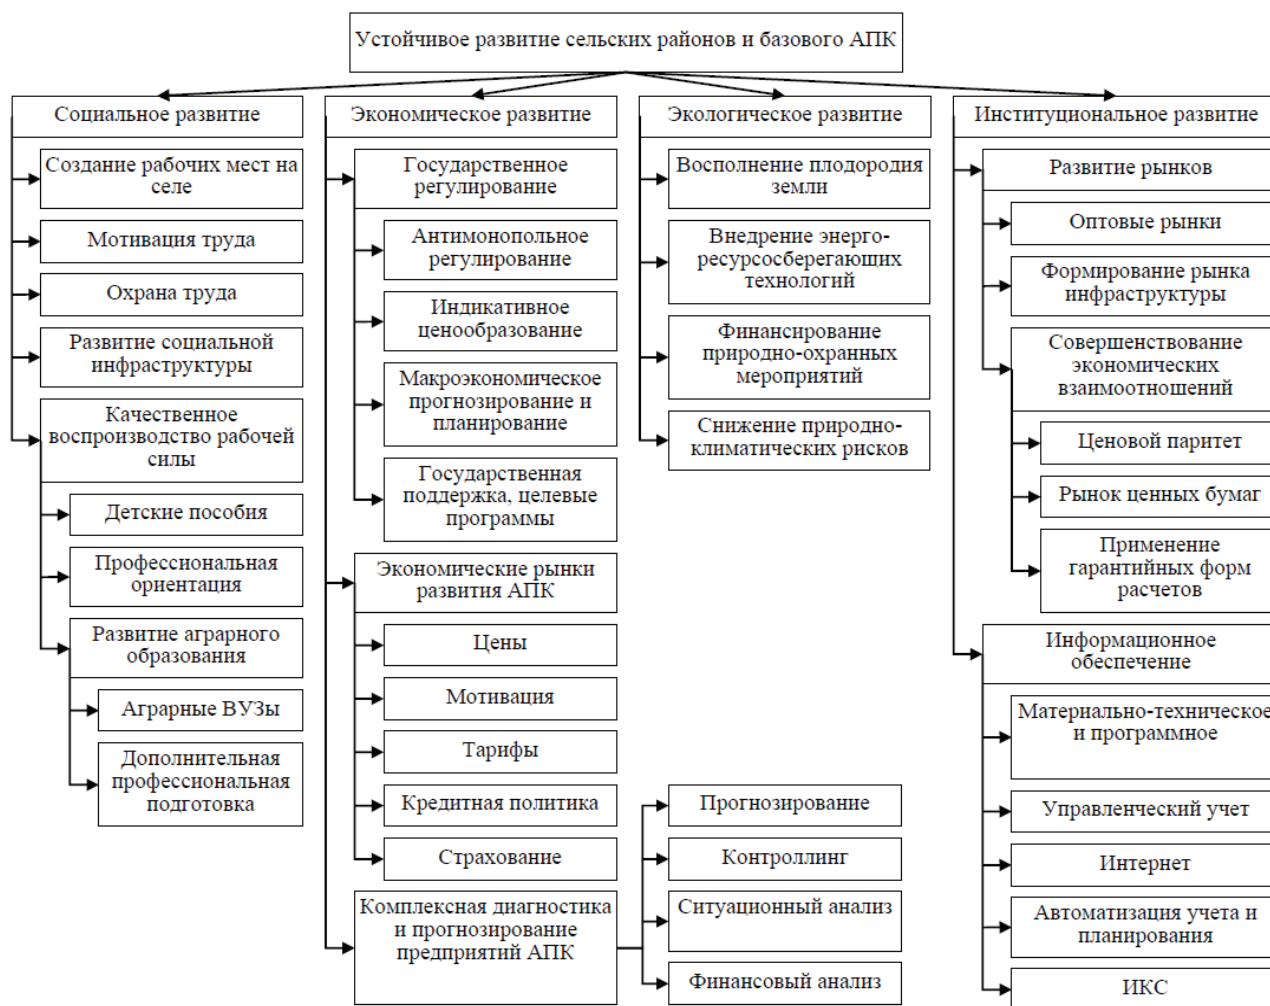 Устойчивое развитие сельских районов и базового АПК
Социальное развитие
Создание рабочих мест на
селе
Мотивация труда
Охрана труда
Развитие социальной
инфраструктуры
Качественное
воспроизводство рабочей
силы
Детские пособия
Профессиональная
ориентация
Развитие аграрного
образования
Аграрные ВУЗы
Дополнительная
профессиональная
подготовка
Экономическое развитие
Государственное
регулирование
Антимонопольное
регулирование
Индикативное
ценообразование
Макроэкономическое
прогнозирование и
планирование
Государственная
поддержка, целевые
программы
Экономические рынки
развития АПК
Цены
Мотивация
Тарифы
Кредитная политика
Страхование
Комплексная диагностика
и прогнозирование
предприятий АПК
Прогнозирование
Контроллинг
Ситуационный анализ
Финансовый анализ
Экологическое развитие
Восполнение плодородия
земли
Внедрение энерго-
ресурсосберегающих
технологий
Финансирование
природно-охранных
мероприятий
Снижение природно-
климатических рисков
Институциональное развитие
Развитие рынков
Оптовые рынки
Формирование рынка
инфраструктуры
Совершенствование
экономических
взаимоотношений
Ценовой паритет
Рынок ценных бумаг
Применение
гарантийных форм
расчетов
Информационное
обеспечение
Материально-техническое
и программное
Управленческий учет
Интернет
Автоматизация учета и
планирования
ИКС